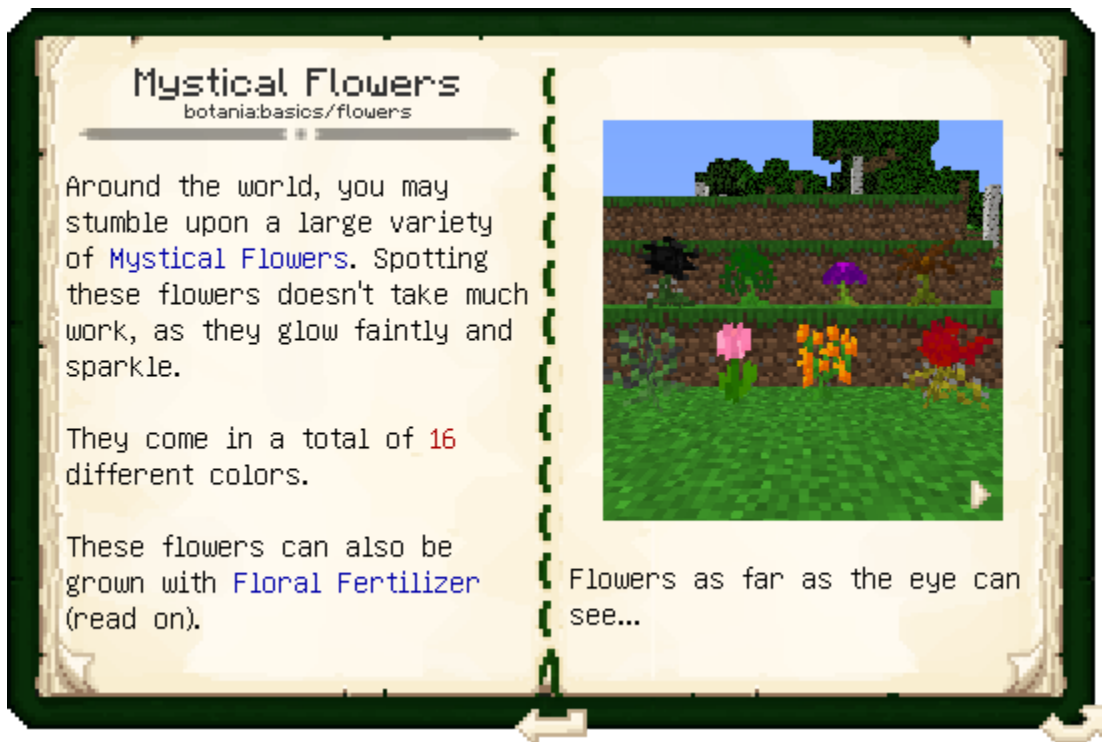 Mystical Flowers
botania:basics/flowers
Around the world, you may
stumble upon a large variety
of Mystical Flowers. Spotting
these flowers doesn't take much
work, as they glow faintly and
sparkle.
They come in a total of 16
different colors.
These flowers can also be
grown with Floral Fertilizer
(read on).
Flowers as far as the eye can
see...